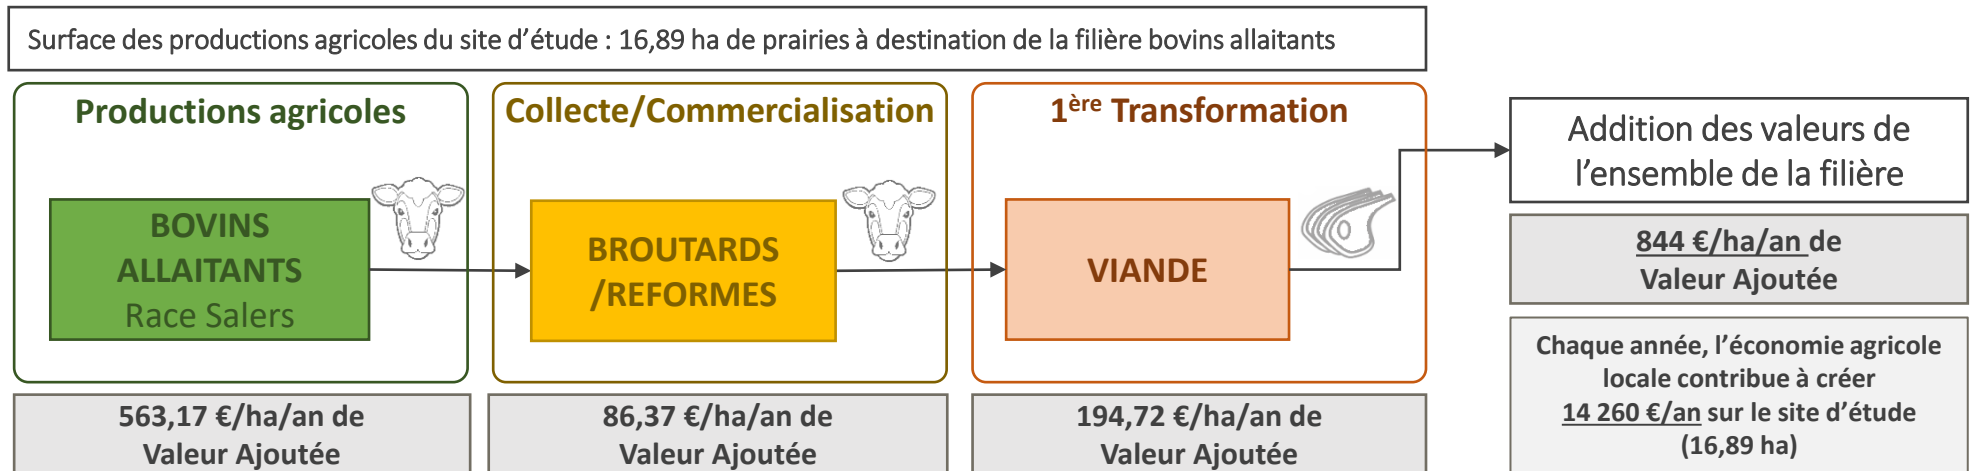 Surface des productions agricoles du site d'étude : 16,89 ha de prairies à destination de la filière bovins allaitants
Productions agricoles
BOVINS
ALLAITANTS
Race Salers
563,17 €/ha/an de
Valeur Ajoutée
Collecte/Commercialisation
BROUTARDS
/REFORMES
86,37 €/ha/an de
Valeur Ajoutée
1ère Transformation
VIANDE
194,72 €/ha/an de
Valeur Ajoutée
Addition des valeurs de
l'ensemble de la filière
844 €/ha/an de
Valeur Ajoutée
Chaque année, l'économie agricole
locale contribue à créer
14 260 €/an sur le site d'étude
(16,89 ha)